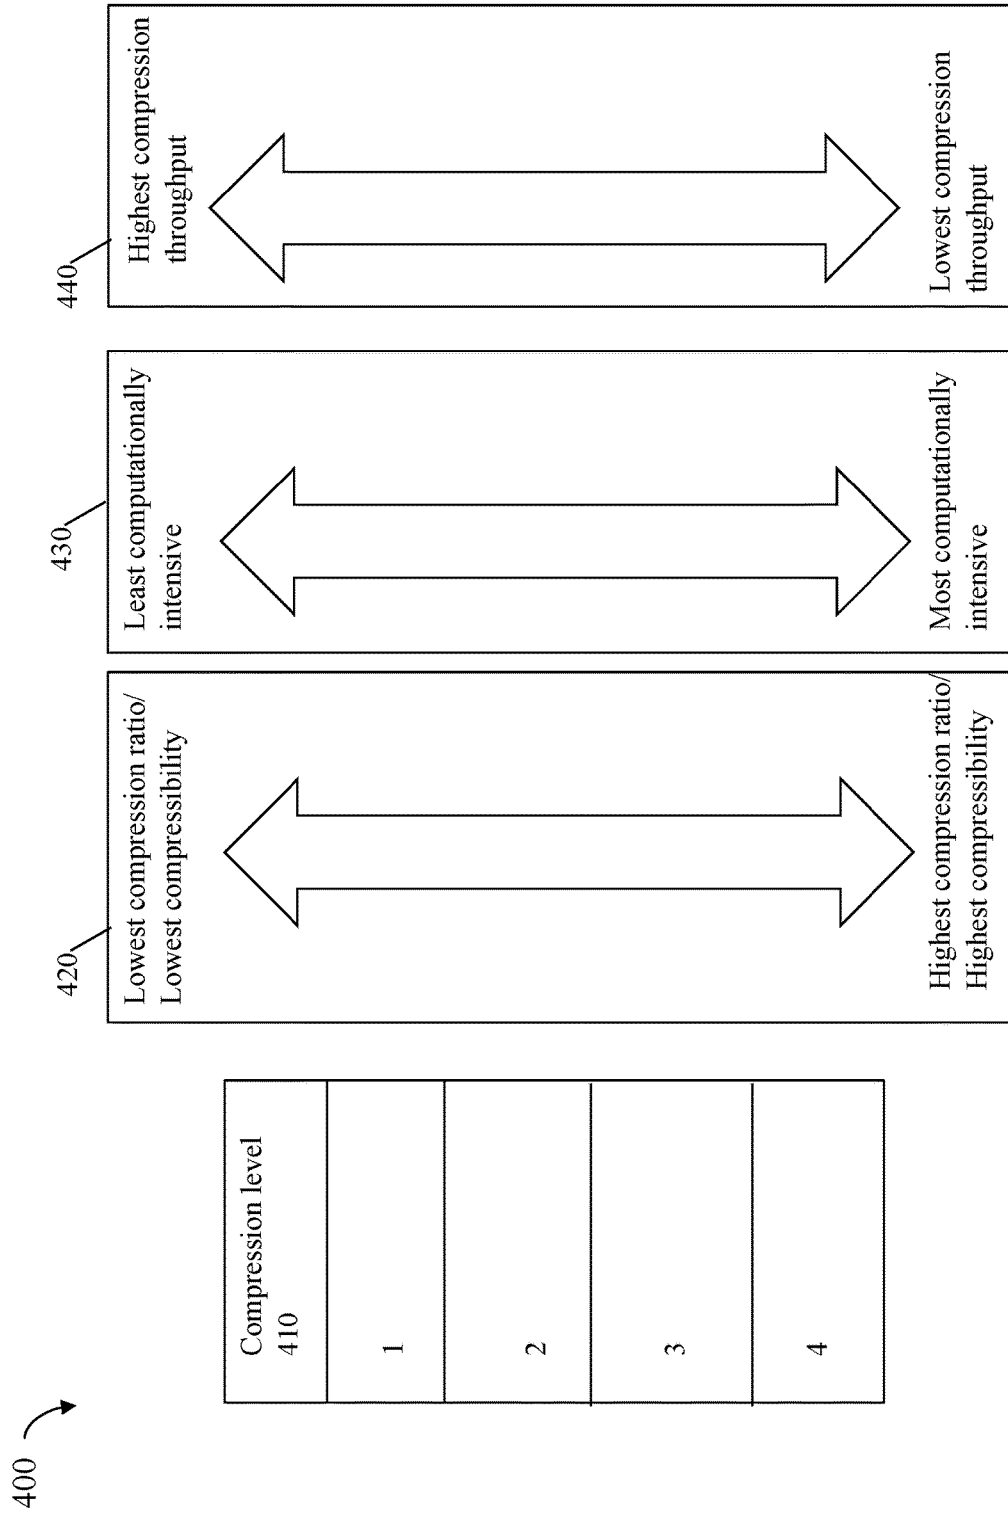 400
Compression level
410
1
2
3
4
420
Lowest compression ratio/
Lowest compressibility
Highest compression ratio/
Highest compressibility
430
Least computationally
intensive
Most computationally
intensive
440
Highest compression
throughput
Lowest compression
throughput